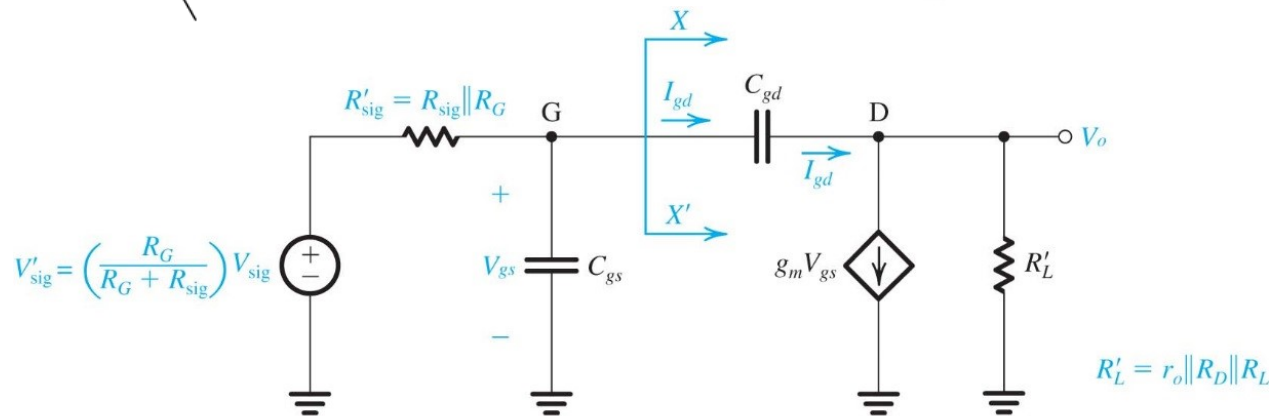 X
R'sig = Rsig||RG
G
Igd
Cgd
D
Vo
Igd
+
X'
V'sig = (RG / (RG + Rsig)) Vsig
+
−
Vgs
Cgs
gmVgs
R'L
−
R'L = ro||RD||RL